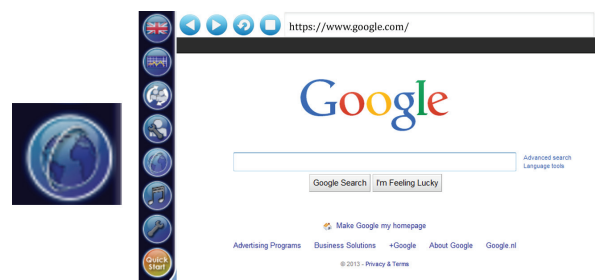 https://www.google.com/
Google
Advanced search
Language tools
Google Search I'm Feeling Lucky
Make Google my homepage
Advertising Programs Business Solutions +Google About Google Google.nl
© 2013 - Privacy & Terms
Quick
Start